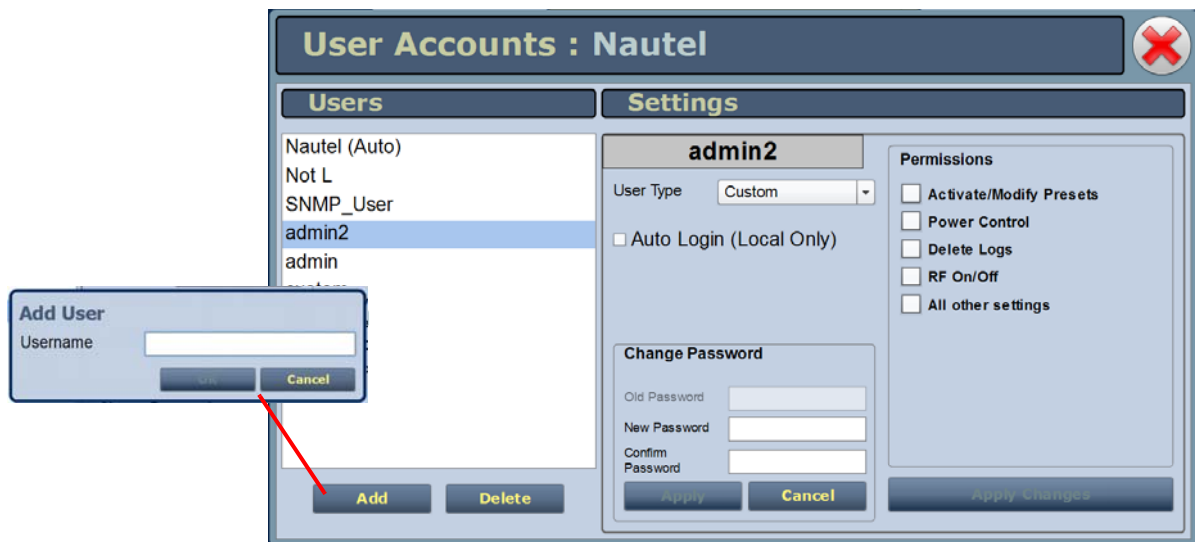 User Accounts : Nautel
Users
Nautel (Auto)
Not L
SNMP_User
admin2
admin
Add
Delete
Add User
Username
OK
Cancel
Settings
admin2
User Type
Custom
Auto Login (Local Only)
Change Password
Old Password
New Password
Confirm
Password
Apply
Cancel
Permissions
Activate/Modify Presets
Power Control
Delete Logs
RF On/Off
All other settings
Apply Changes